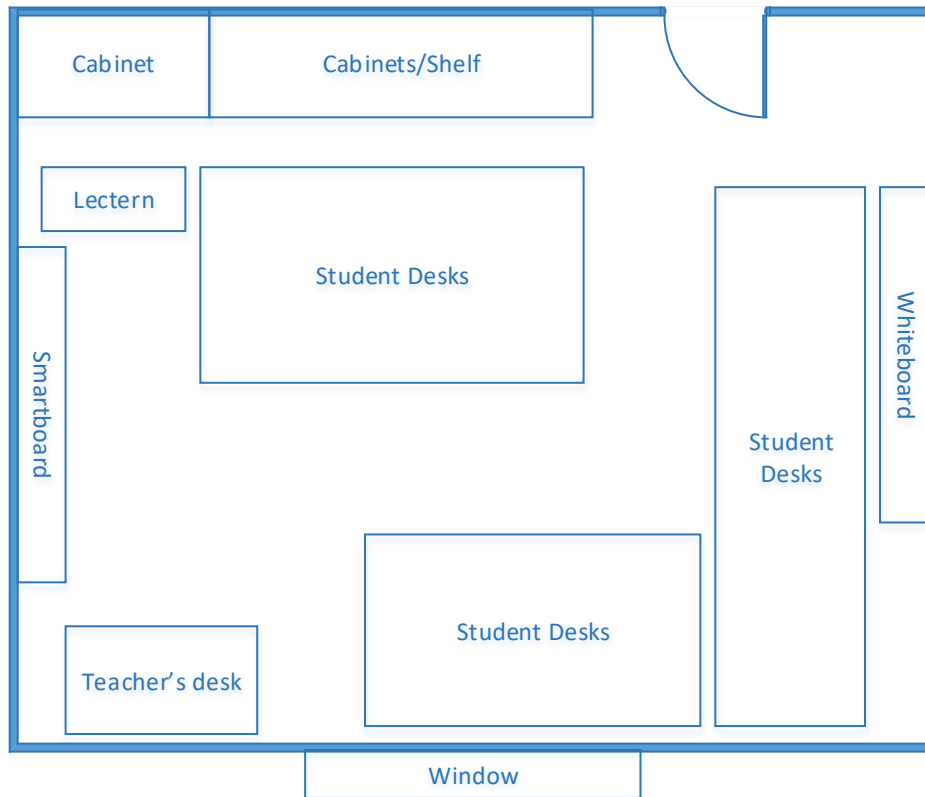 Cabinet
Cabinets/Shelf
Lectern
Student Desks
Smartboard
Whiteboard
Student
Desks
Student Desks
Teacher’s desk
Window